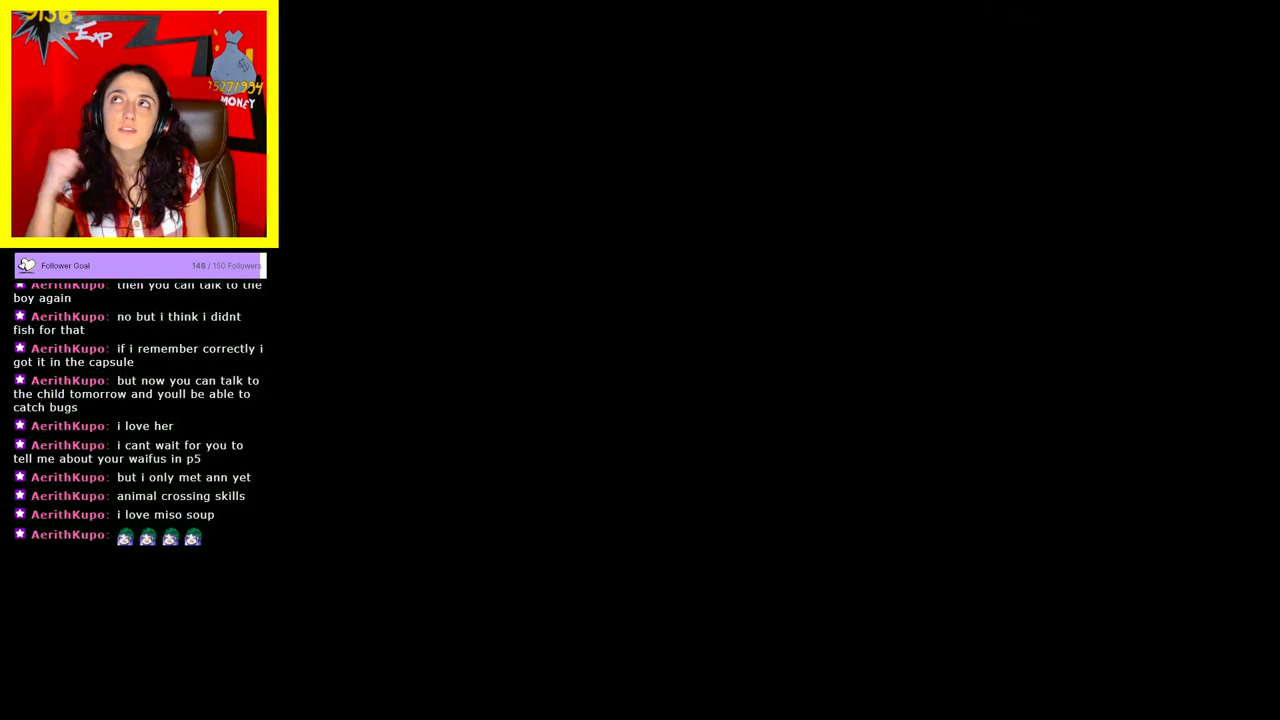 9136
EXP
MONEY
Follower Goal
146 / 150 Followers
AerithKupo: then you can talk to the
boy again
AerithKupo: no but i think i didnt
fish for that
AerithKupo: if i remember correctly i
got it in the capsule
AerithKupo: but now you can talk to
the child tomorrow and youll be able to
catch bugs
AerithKupo: i love her
AerithKupo: i cant wait for you to
tell me about your waifus in p5
AerithKupo: but i only met ann yet
AerithKupo: animal crossing skills
AerithKupo: i love miso soup
AerithKupo: